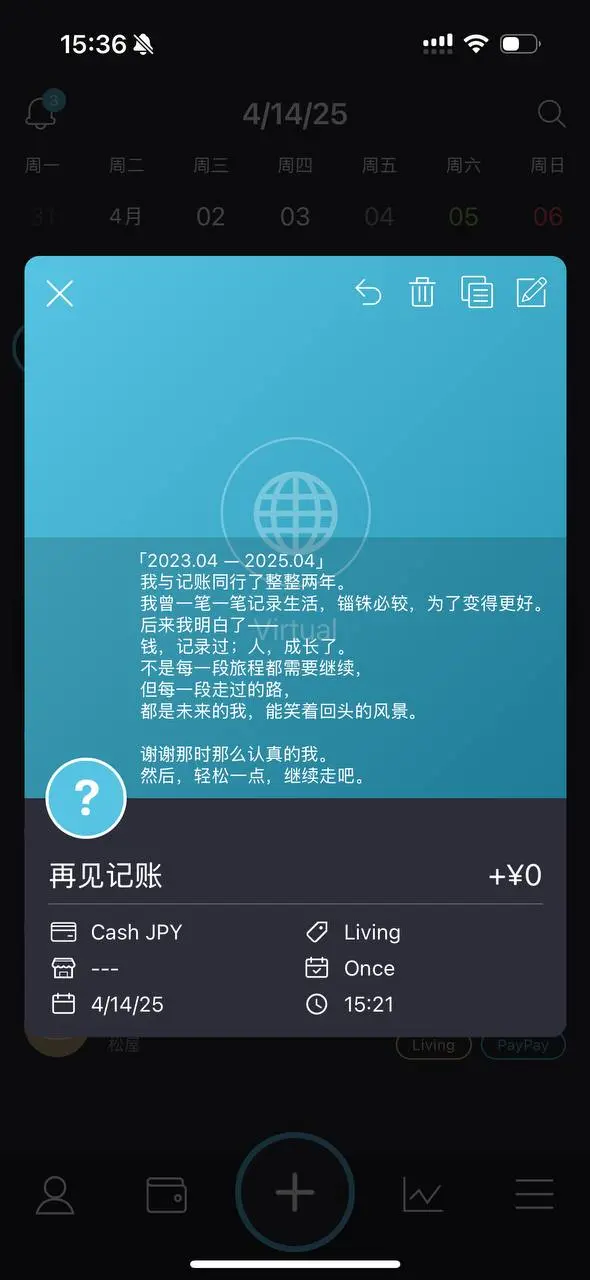 15:36
3
4/14/25
周一 周二 周三 周四 周五 周六 周日
31 4月 02 03 04 05 06
「2023.04 — 2025.04」
我与记账同行了整整两年。
我曾一笔一笔记录生活，锱铢必较，为了变得更好。
后来我明白了——
Virtual
钱，记录过；人，成长了。
不是每一段旅程都需要继续，
但每一段走过的路，
都是未来的我，能笑着回头的风景。
谢谢那时那么认真的我。
然后，轻松一点，继续走吧。
?
再见记账 +¥0
Cash JPY Living
--- Once
4/14/25 15:21
松屋 Living PayPay